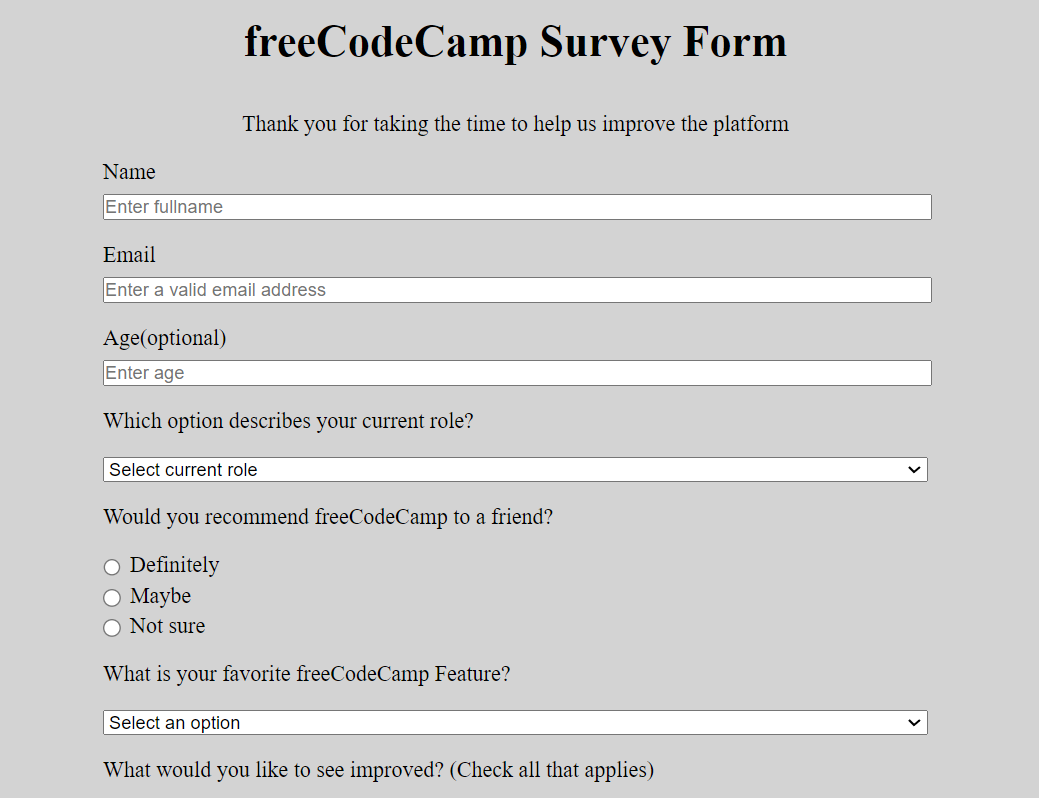 freeCodeCamp Survey Form
Thank you for taking the time to help us improve the platform
Name
Enter fullname
Email
Enter a valid email address
Age(optional)
Enter age
Which option describes your current role?
Select current role
Would you recommend freeCodeCamp to a friend?
Definitely
Maybe
Not sure
What is your favorite freeCodeCamp Feature?
Select an option
What would you like to see improved? (Check all that applies)